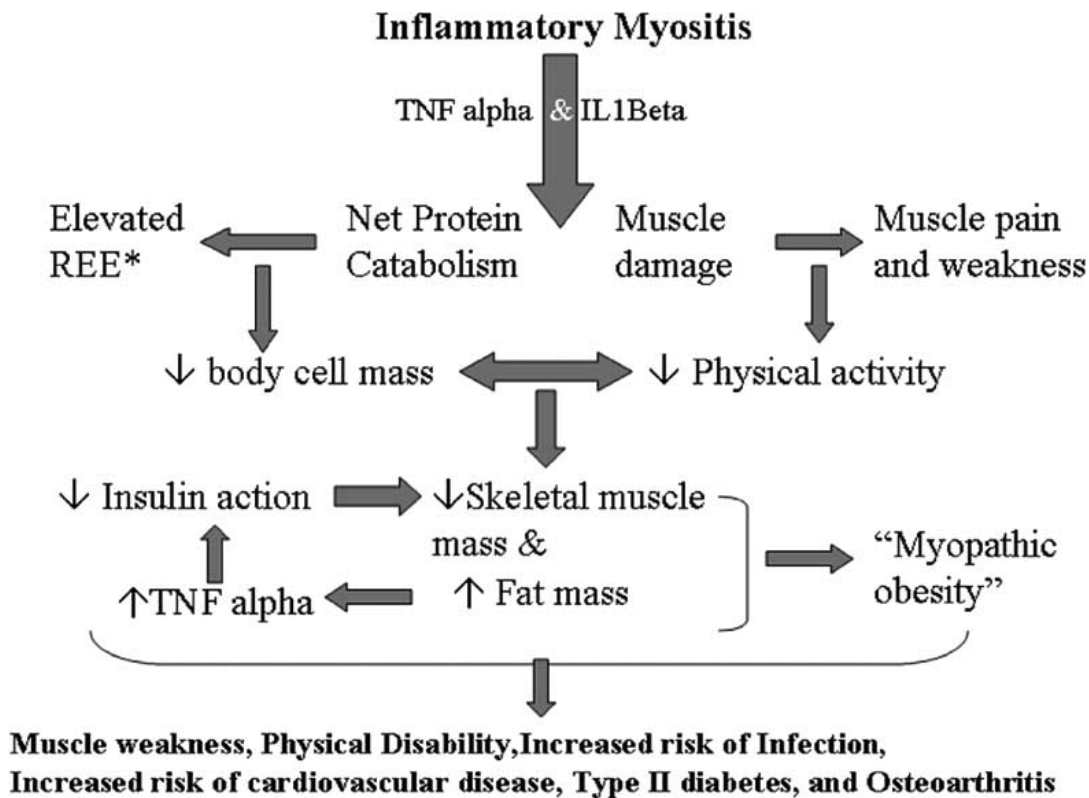 Inflammatory Myositis
TNF alpha & IL1Beta
Elevated
REE*
Net Protein
Catabolism
Muscle
damage
Muscle pain
and weakness
↓ body cell mass
↓ Physical activity
↓ Insulin action
↓Skeletal muscle
mass &
↑ Fat mass
↑TNF alpha
“Myopathic
obesity”
Muscle weakness, Physical Disability,Increased risk of Infection,
Increased risk of cardiovascular disease, Type II diabetes, and Osteoarthritis